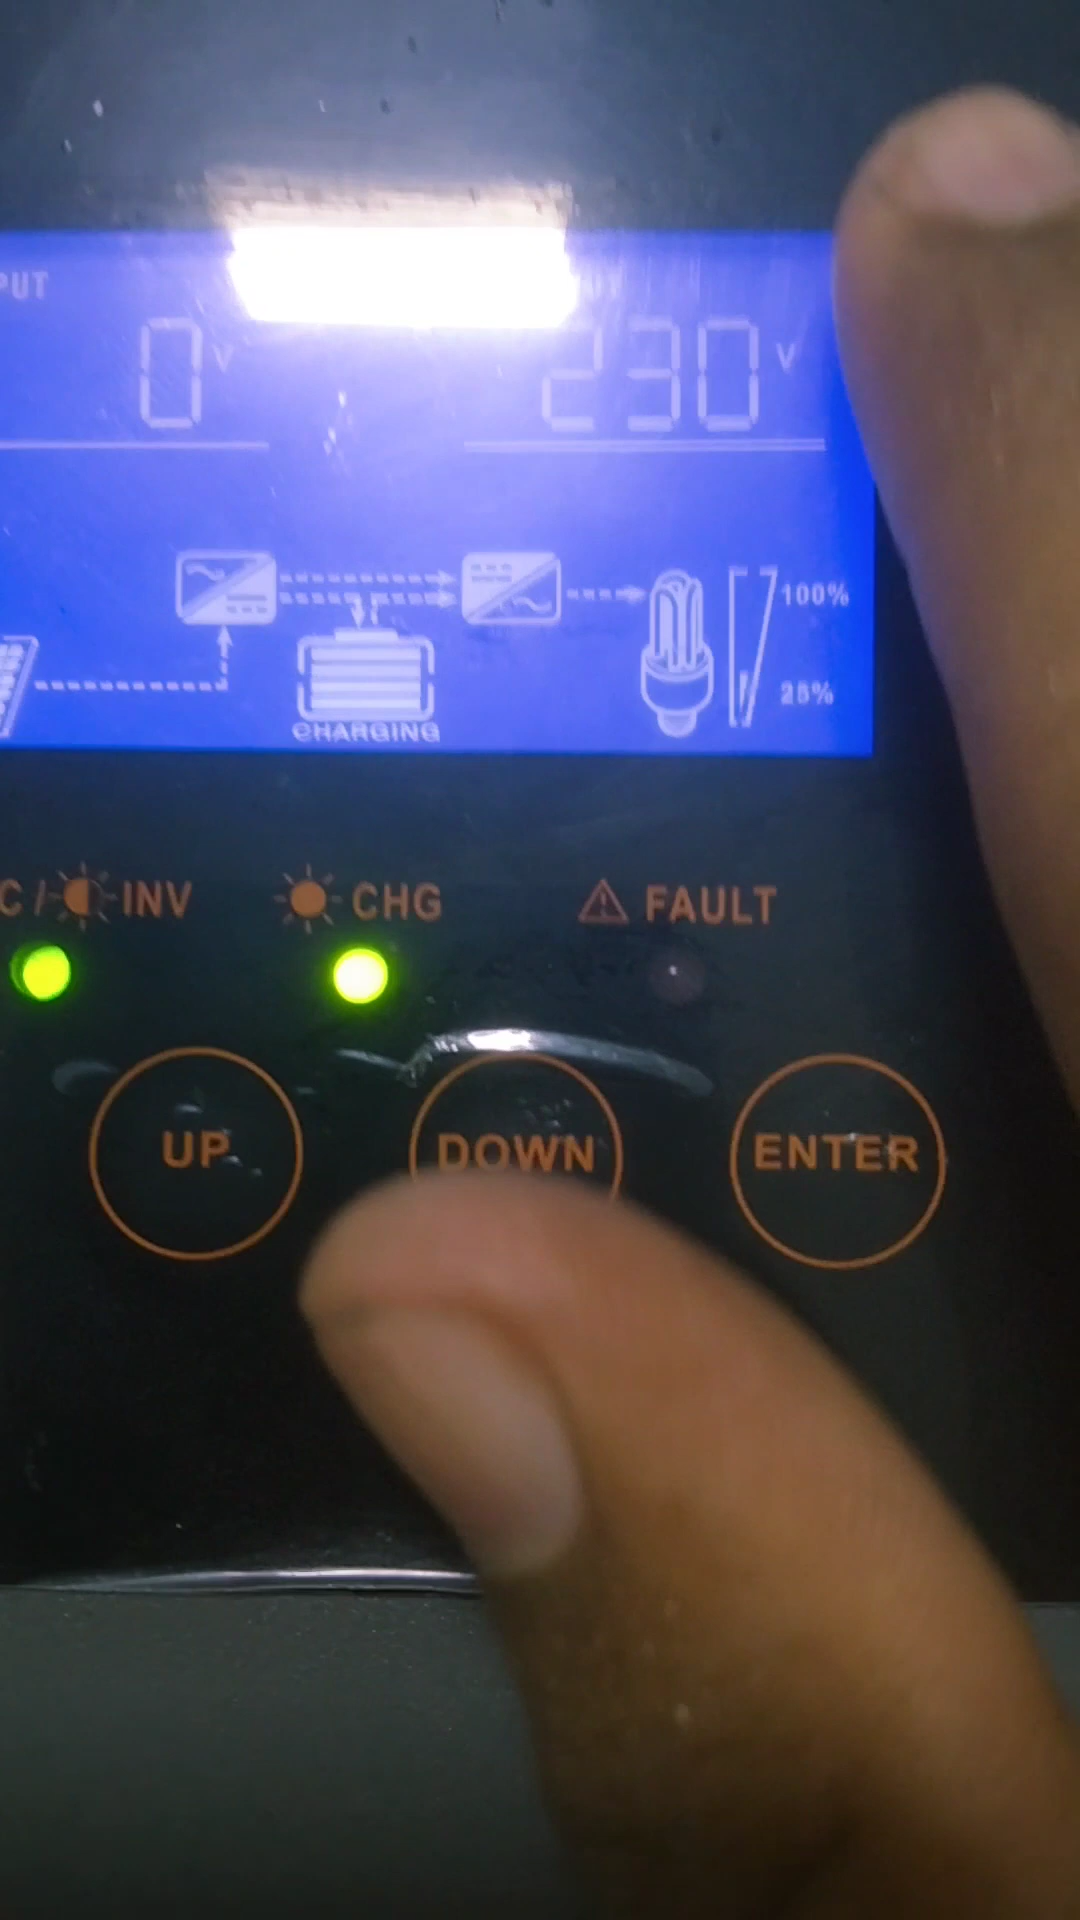 PUT
0 V
230 V
100%
25%
CHARGING
C / INV
CHG
FAULT
UP
DOWN
ENTER